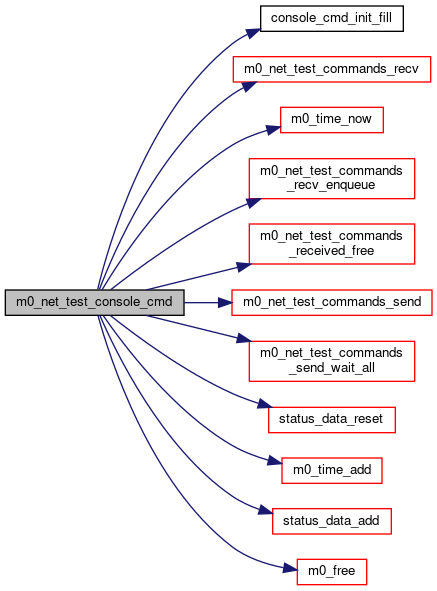 console_cmd_init_fill
m0_net_test_commands_recv
m0_time_now
m0_net_test_commands
_recv_enqueue
m0_net_test_commands
_received_free
m0_net_test_console_cmd
m0_net_test_commands_send
m0_net_test_commands
_send_wait_all
status_data_reset
m0_time_add
status_data_add
m0_free